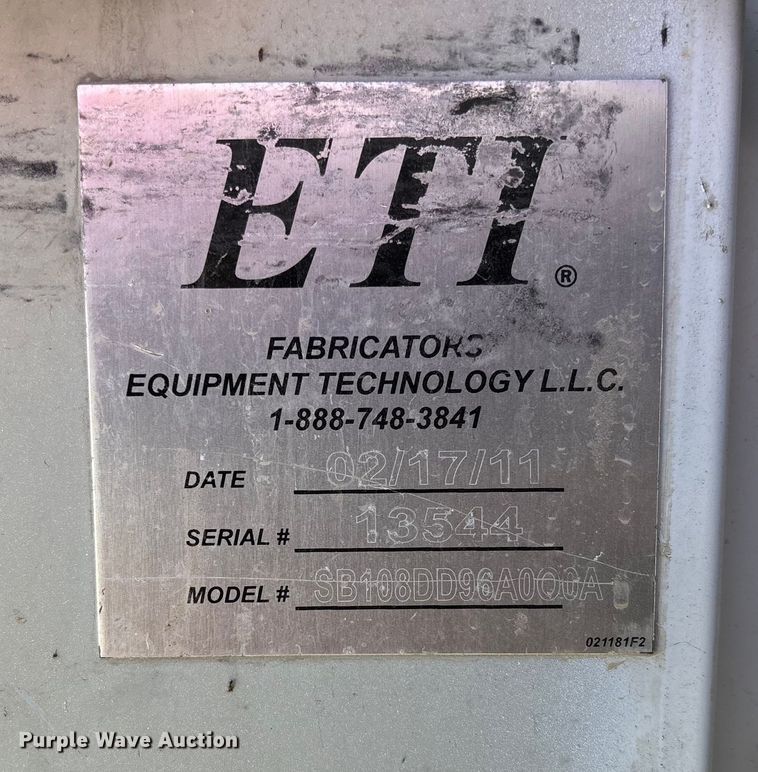 ETI®
FABRICATORS
EQUIPMENT TECHNOLOGY L.L.C.
1-888-748-3841
DATE 02/17/11
SERIAL # 13544
MODEL # SB108DD96A0Q0A
021181F2
Purple Wave Auction